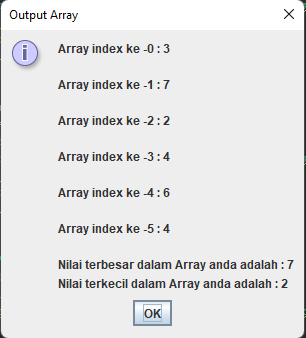 Output Array
Array index ke -0 : 3
Array index ke -1 : 7
Array index ke -2 : 2
Array index ke -3 : 4
Array index ke -4 : 6
Array index ke -5 : 4
Nilai terbesar dalam Array anda adalah : 7
Nilai terkecil dalam Array anda adalah : 2
OK